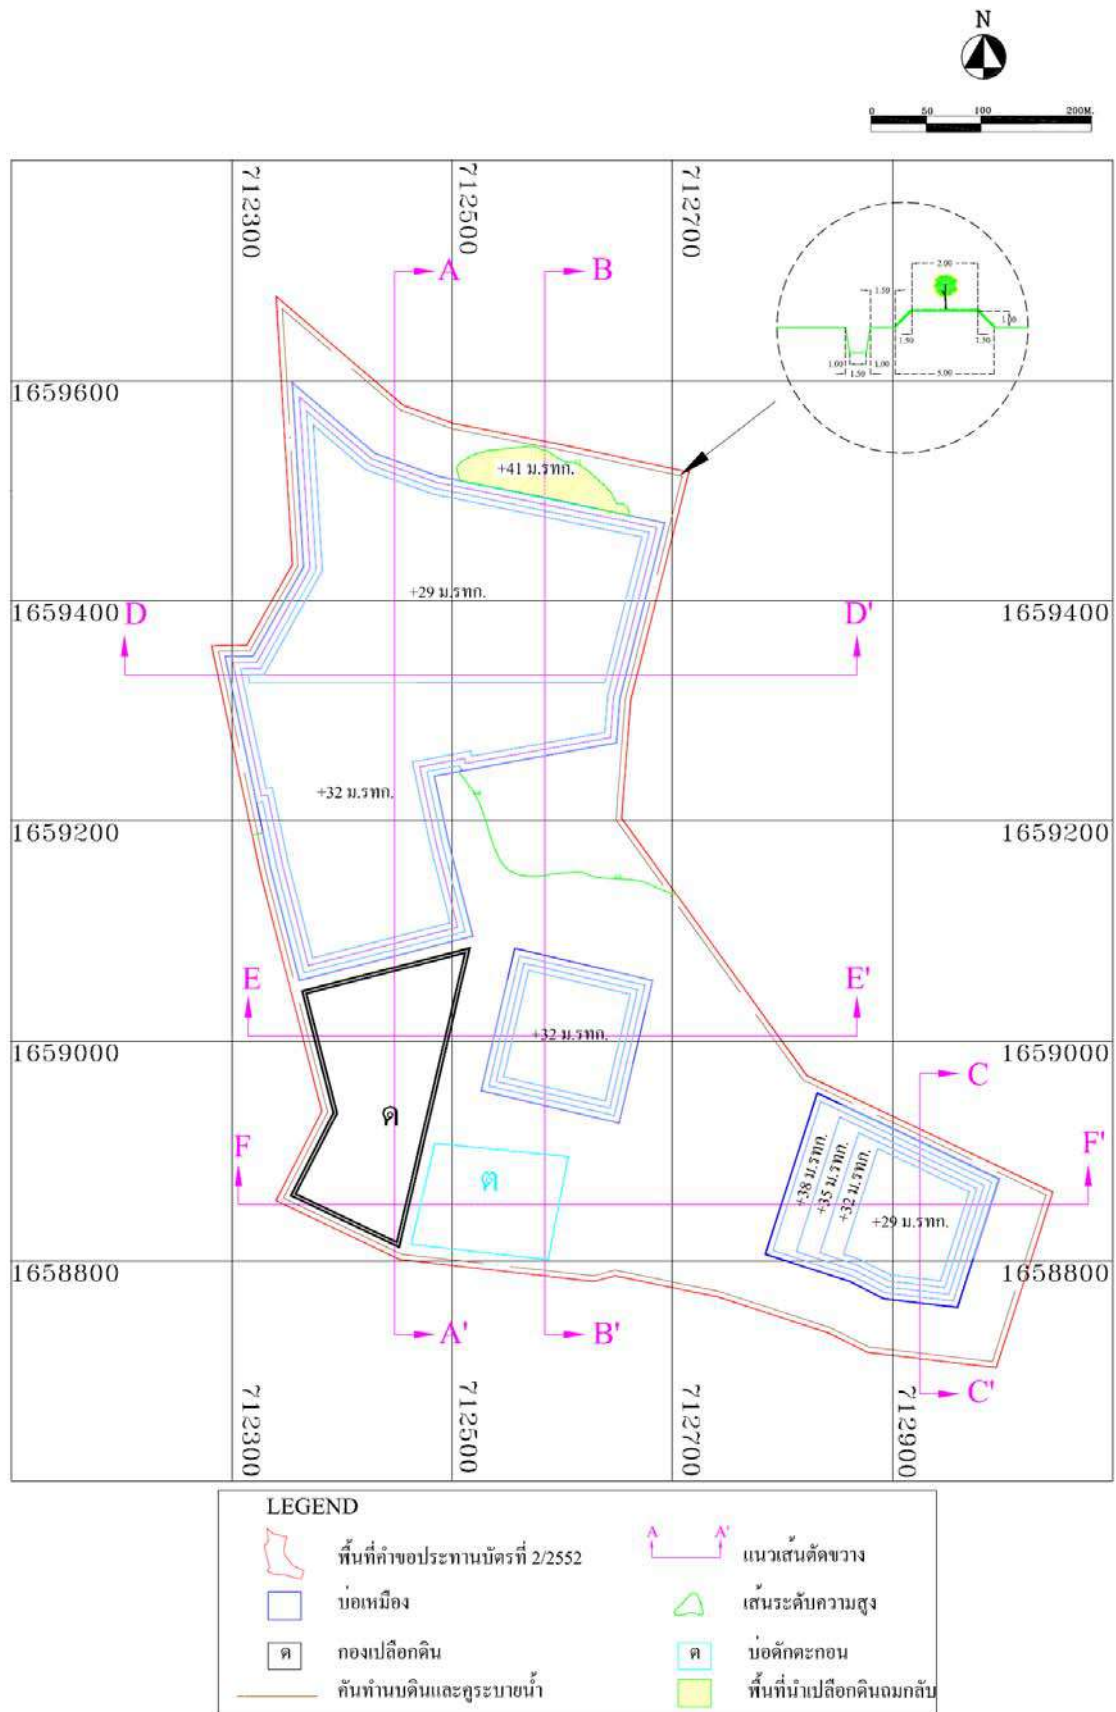 N
0 50 100 200M.
712300
712500
712700
A
B
2.00
1.50
1.00
1.50
1.50
1.00
1.00
1.50
5.00
1659600
+41 ม.รทก.
+29 ม.รทก.
1659400
D
D'
1659400
+32 ม.รทก.
1659200
1659200
E
E'
+32 ม.รทก.
1659000
1659000
C
ค
F
F'
ต
+38 ม.รทก.
+35 ม.รทก.
+32 ม.รทก.
+29 ม.รทก.
1658800
1658800
A'
B'
C'
712300
712500
712700
712900
LEGEND
พื้นที่คำขอประทานบัตรที่ 2/2552
A A'
แนวเส้นตัดขวาง
บ่อเหมือง
เส้นระดับความสูง
ค กองเปลือกดิน
ต บ่อดักตะกอน
คันทำนบดินและคูระบายน้ำ
พื้นที่นำเปลือกดินถมกลับ